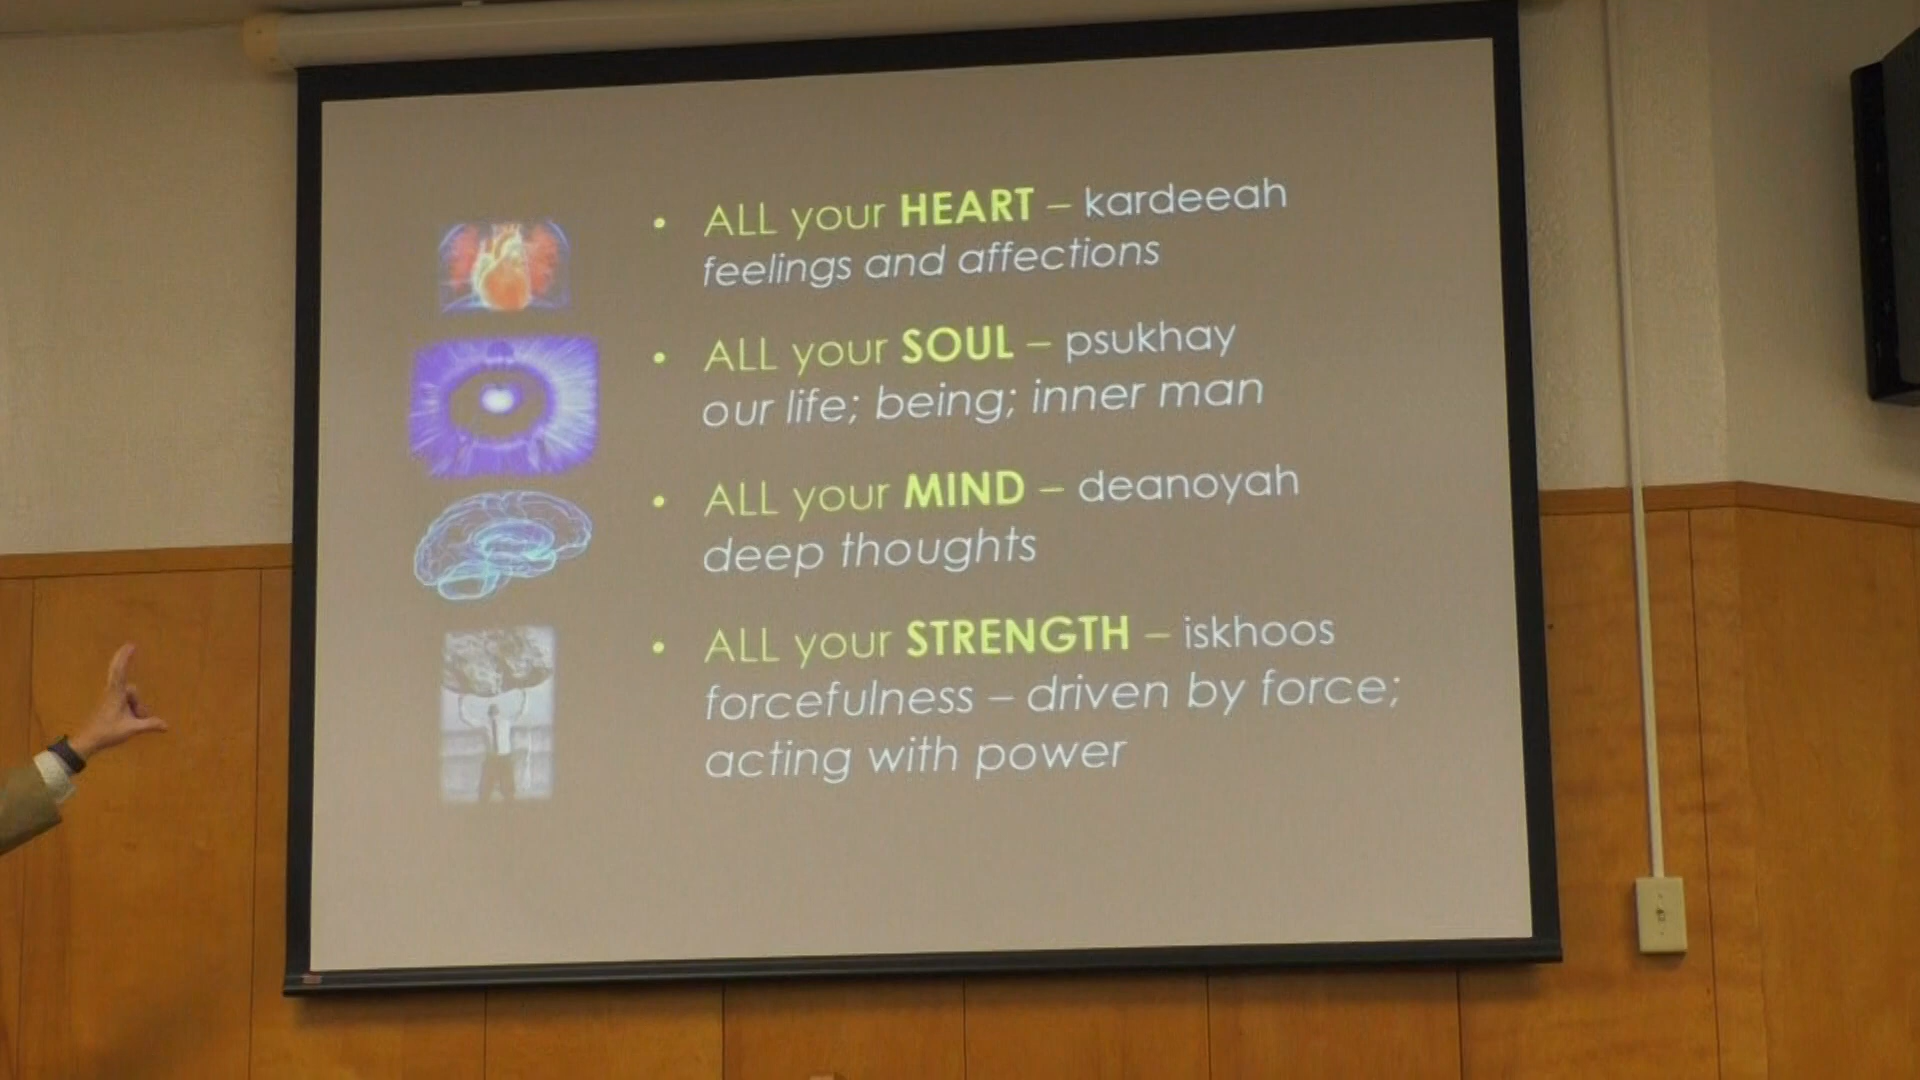 • ALL your HEART – kardeeah
feelings and affections
• ALL your SOUL – psukhay
our life; being; inner man
• ALL your MIND – deanoyah
deep thoughts
• ALL your STRENGTH – iskhoos
forcefulness – driven by force;
acting with power